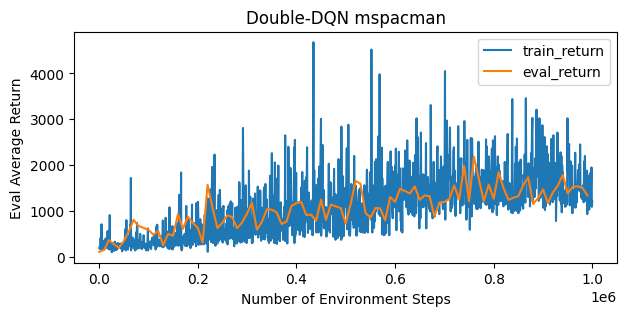 Double-DQN mspacman
train_return
eval_return
Eval Average Return
4000
3000
2000
1000
0
0.0 0.2 0.4 0.6 0.8 1.0
1e6
Number of Environment Steps